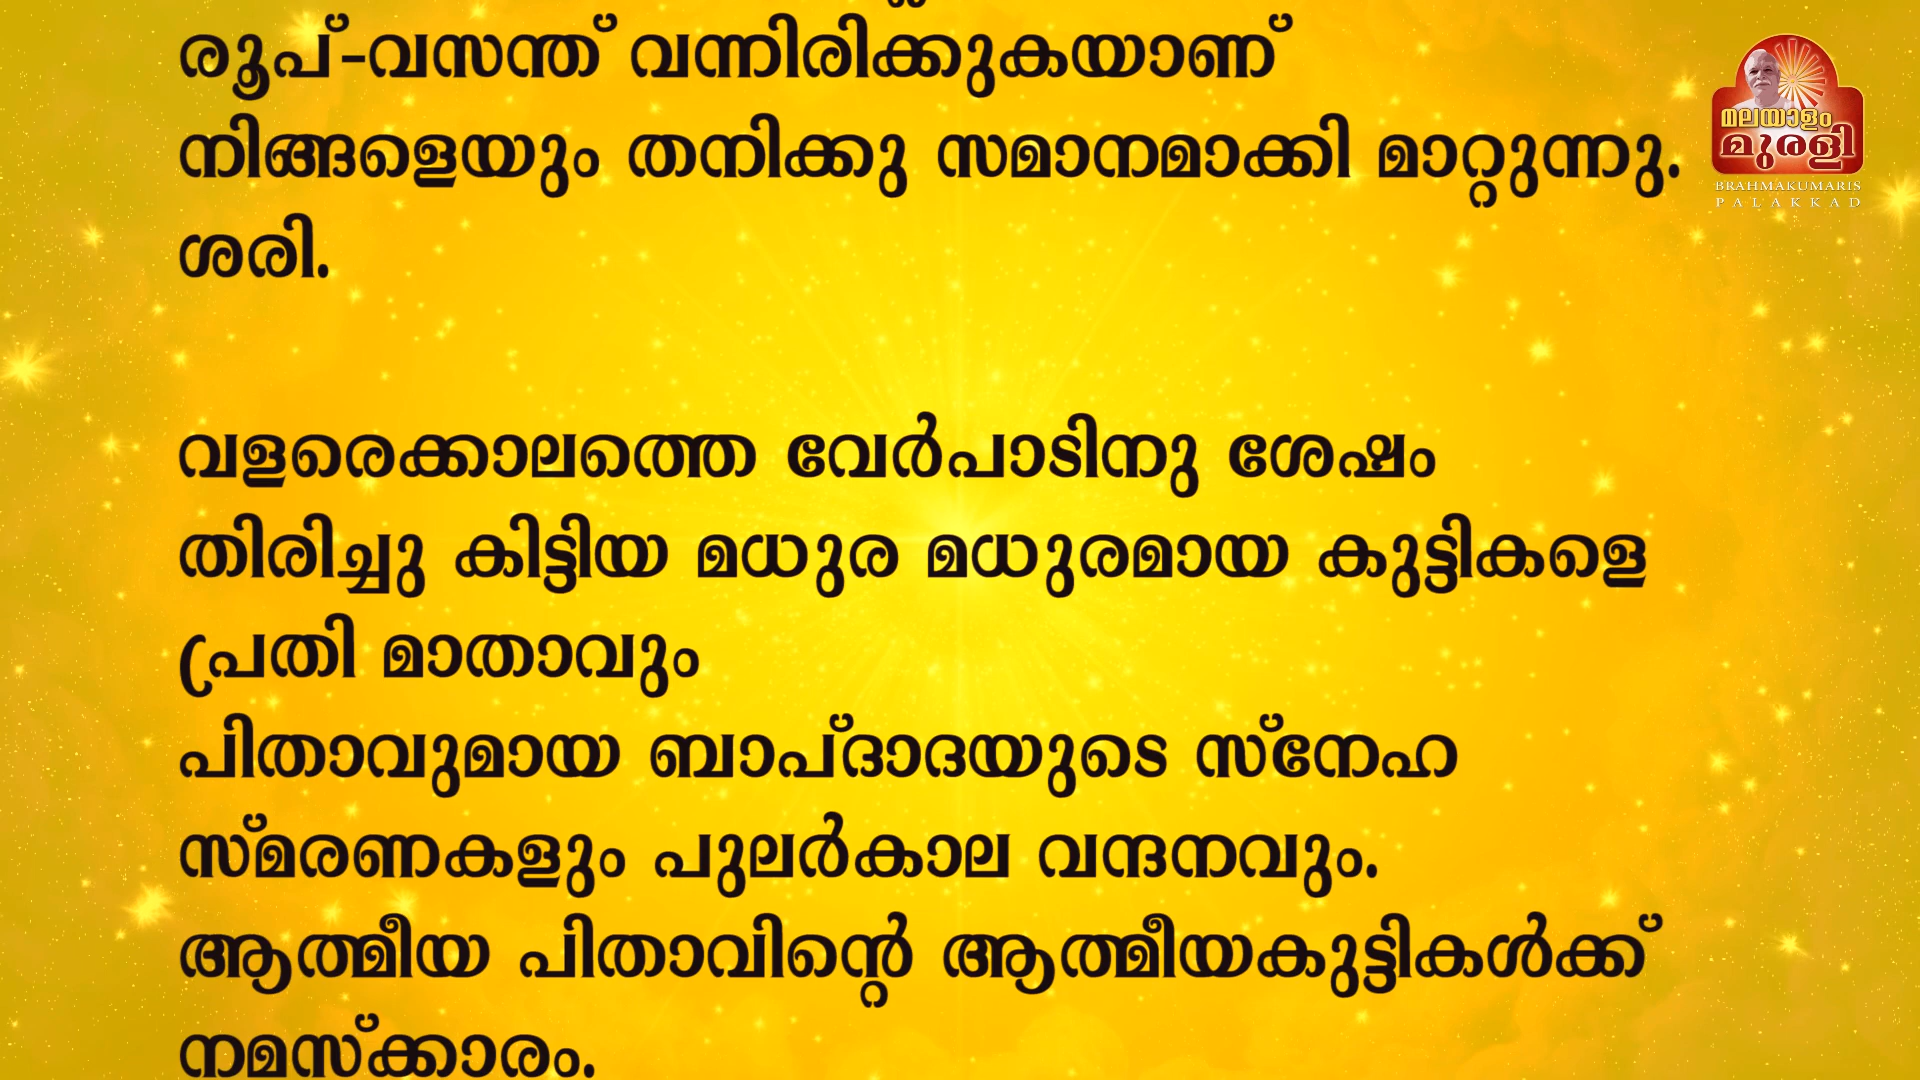 രൂപ്-വസന്ത് വന്നിരിക്കുകയാണ്
നിങ്ങളെയും തനിക്കു സമാനമാക്കി മാറ്റുന്നു.
ശരി.
വളരെക്കാലത്തെ വേർപാടിനു ശേഷം
തിരിച്ചു കിട്ടിയ മധുര മധുരമായ കുട്ടികളെ
പ്രതി മാതാവും
പിതാവുമായ ബാപ്ദാദയുടെ സ്നേഹ
സ്മരണകളും പുലർകാല വന്ദനവും.
ആത്മീയ പിതാവിന്റെ ആത്മീയകുട്ടികൾക്ക്
നമസ്ക്കാരം.
മലയാളം
മുരളി
BRAHMAKUMARIS
PALAKKAD